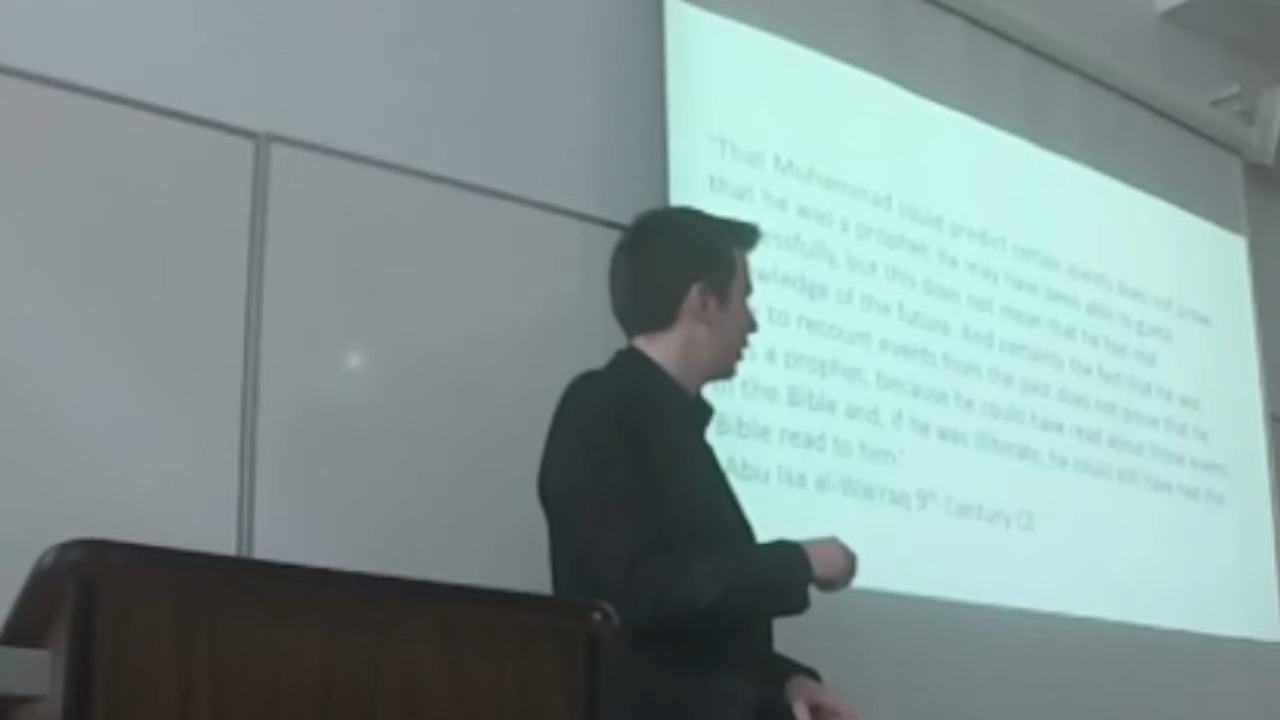 "That Muhammad could predict certain events does not prove
that he was a prophet: he may have been able to guess
essfully, but this does not mean that he had real
wledge of the future. And certainly the fact that he was
to recount events from the past does not prove that he
s a prophet, because he could have read about those events
in the Bible and, if he was illiterate, he could still have had the
Bible read to him."
Abu Isa al-Warraq 9th Century CE